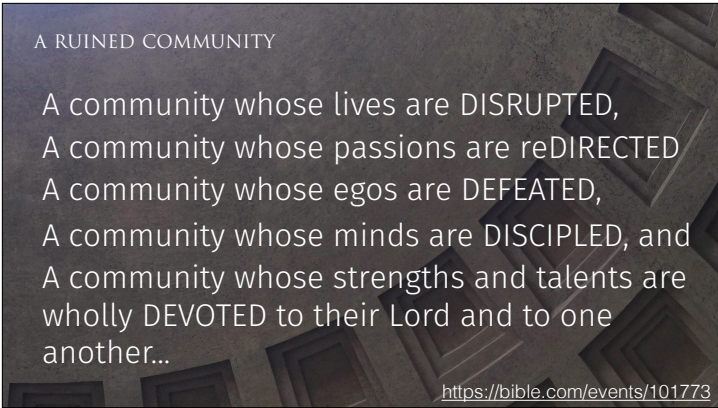 A RUINED COMMUNITY
A community whose lives are DISRUPTED,
A community whose passions are reDIRECTED
A community whose egos are DEFEATED,
A community whose minds are DISCIPLED, and
A community whose strengths and talents are
wholly DEVOTED to their Lord and to one
another...
https://bible.com/events/101773